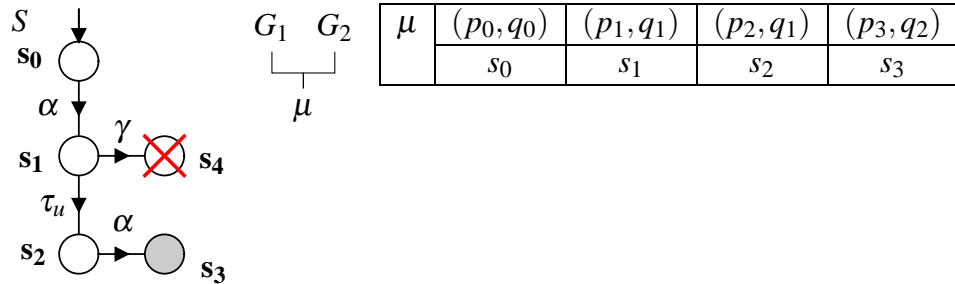 S
s₀
α
s₁ γ s₄
τᵤ
s₂ α s₃
G₁ G₂
μ
μ (p₀,q₀) (p₁,q₁) (p₂,q₁) (p₃,q₂)
s₀ s₁ s₂ s₃